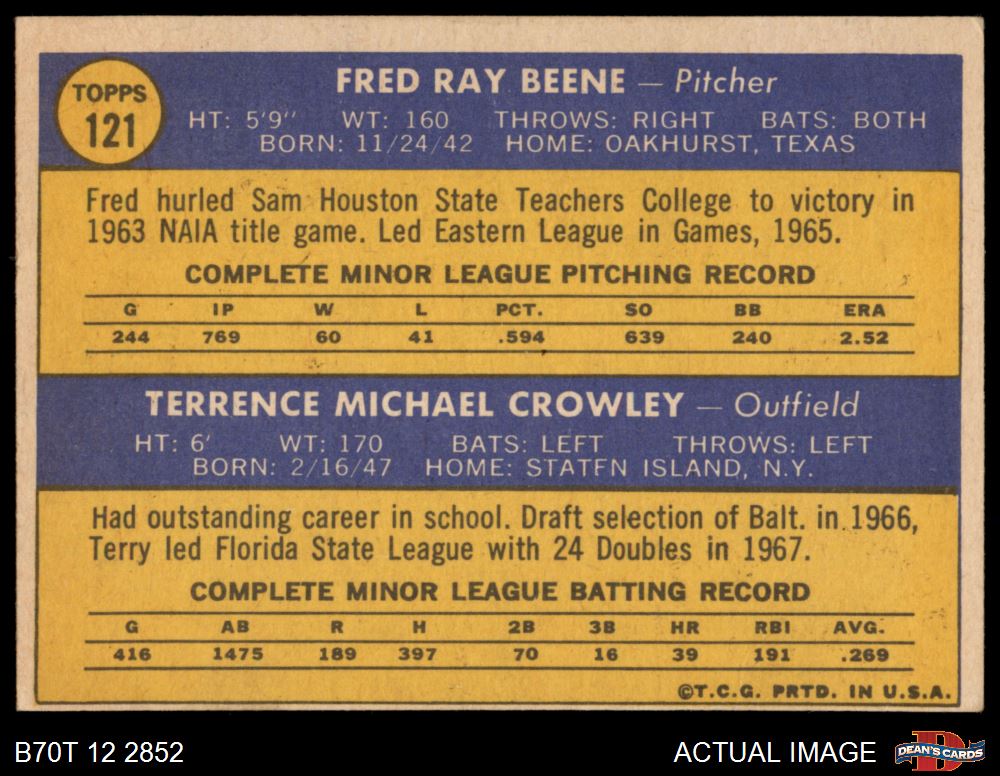 TOPPS
121
FRED RAY BEENE — Pitcher
HT: 5'9" WT: 160 THROWS: RIGHT BATS: BOTH
BORN: 11/24/42 HOME: OAKHURST, TEXAS
Fred hurled Sam Houston State Teachers College to victory in
1963 NAIA title game. Led Eastern League in Games, 1965.
COMPLETE MINOR LEAGUE PITCHING RECORD
G IP W L PCT. SO BB ERA
244 769 60 41 .594 639 240 2.52
TERRENCE MICHAEL CROWLEY — Outfield
HT: 6' WT: 170 BATS: LEFT THROWS: LEFT
BORN: 2/16/47 HOME: STATEN ISLAND, N.Y.
Had outstanding career in school. Draft selection of Balt. in 1966,
Terry led Florida State League with 24 Doubles in 1967.
COMPLETE MINOR LEAGUE BATTING RECORD
G AB R H 2B 3B HR RBI AVG.
416 1475 189 397 70 16 39 191 .269
©T.C.G. PRTD. IN U.S.A.
B70T 12 2852
ACTUAL IMAGE
DEAN'S CARDS